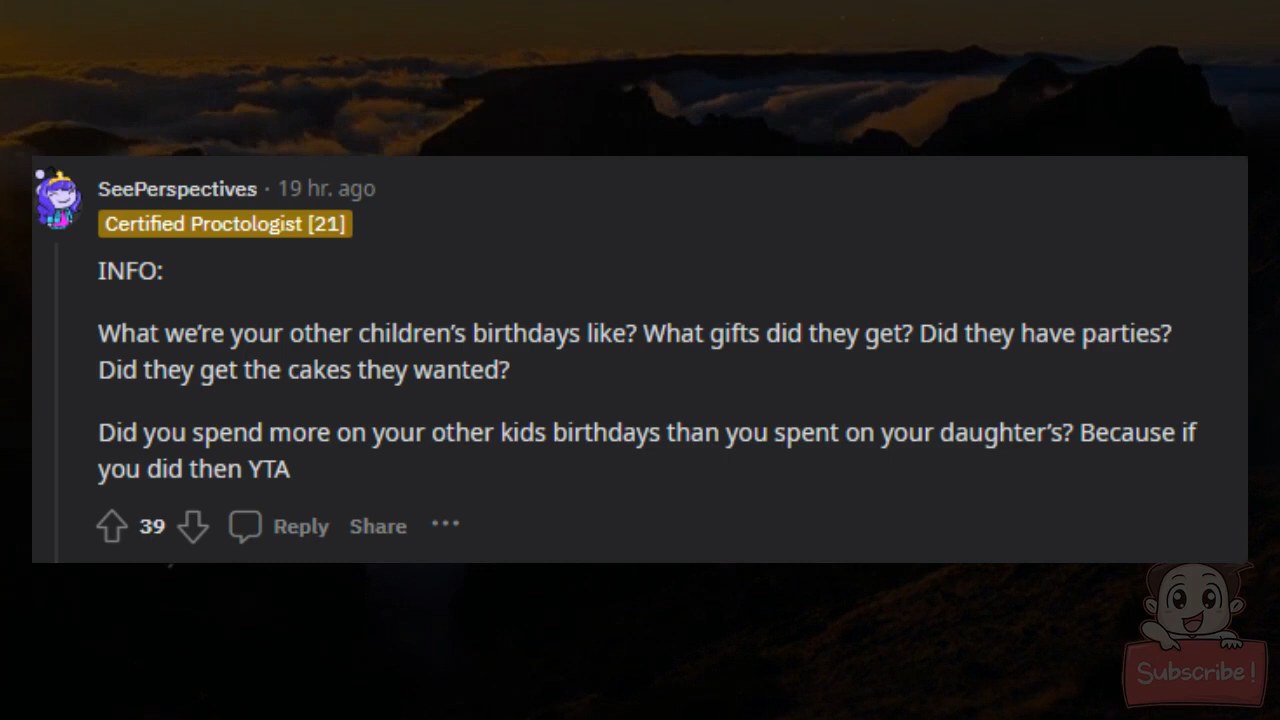 SeePerspectives · 19 hr. ago
Certified Proctologist [21]
INFO:
What we’re your other children’s birthdays like? What gifts did they get? Did they have parties?
Did they get the cakes they wanted?
Did you spend more on your other kids birthdays than you spent on your daughter’s? Because if
you did then YTA
39 Reply Share ···
Subscribe!